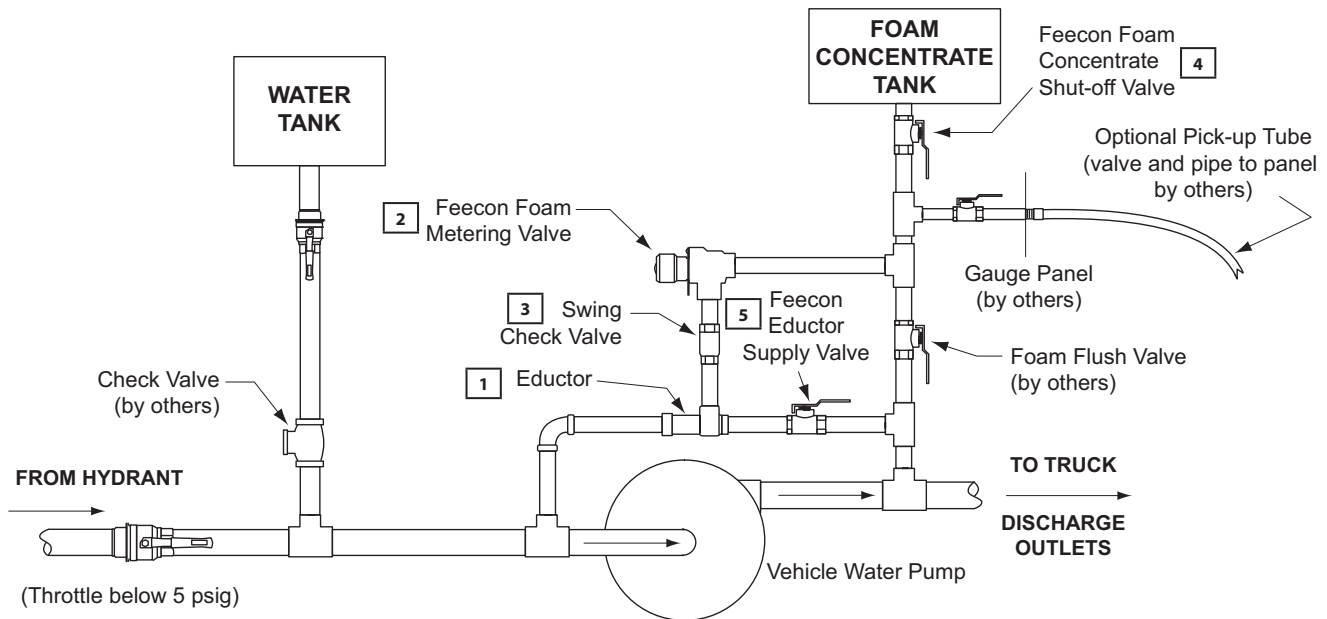 WATER
TANK
FOAM
CONCENTRATE
TANK
Feecon Foam
Concentrate
Shut-off Valve
4
Optional Pick-up Tube
(valve and pipe to panel
by others)
2
Feecon Foam
Metering Valve
Gauge Panel
(by others)
3
Swing
Check Valve
5
Feecon
Eductor
Supply Valve
Foam Flush Valve
(by others)
1
Eductor
Check Valve
(by others)
FROM HYDRANT
TO TRUCK
DISCHARGE
OUTLETS
Vehicle Water Pump
(Throttle below 5 psig)